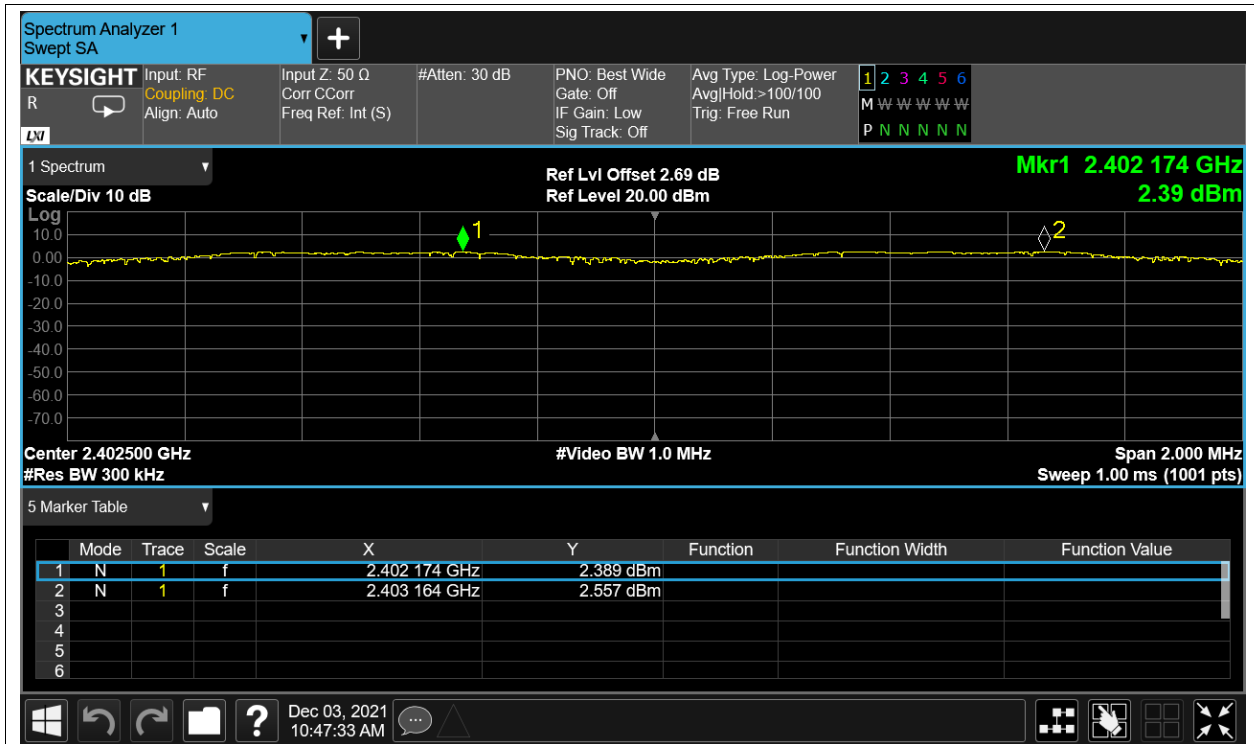 Spectrum Analyzer 1
Swept SA
KEYSIGHT
R
LXI
Input: RF
Coupling: DC
Align: Auto
Input Z: 50 Ω
Corr CCorr
Freq Ref: Int (S)
#Atten: 30 dB
PNO: Best Wide
Gate: Off
IF Gain: Low
Sig Track: Off
Avg Type: Log-Power
Avg|Hold:>100/100
Trig: Free Run
1 2 3 4 5 6
M W W W W W
P N N N N N
1 Spectrum
Scale/Div 10 dB
Ref Lvl Offset 2.69 dB
Ref Level 20.00 dBm
Mkr1 2.402 174 GHz
2.39 dBm
Log
10.0
0.00
-10.0
-20.0
-30.0
-40.0
-50.0
-60.0
-70.0
1
2
Center 2.402500 GHz
#Video BW 1.0 MHz
Span 2.000 MHz
#Res BW 300 kHz
Sweep 1.00 ms (1001 pts)
5 Marker Table
Mode Trace Scale X Y Function Function Width Function Value
1 N 1 f 2.402 174 GHz 2.389 dBm
2 N 1 f 2.403 164 GHz 2.557 dBm
3
4
5
6
?
Dec 03, 2021
10:47:33 AM